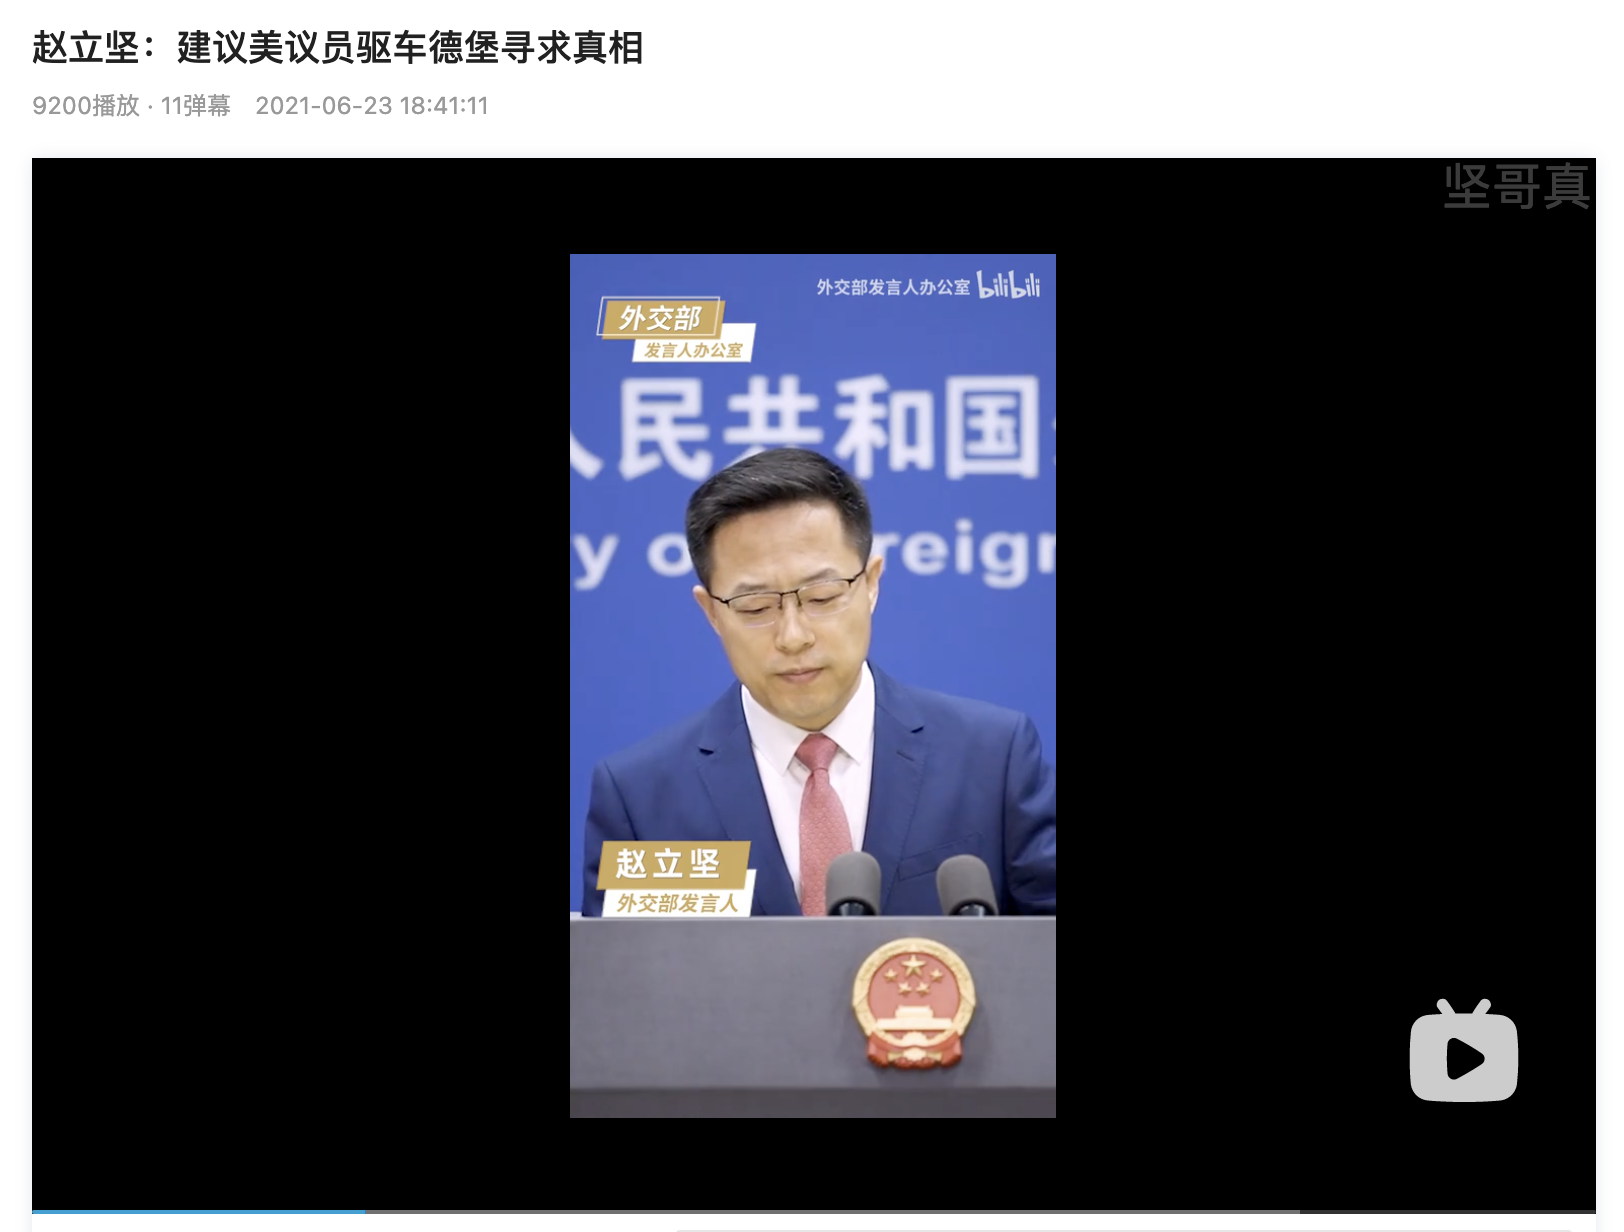 赵立坚：建议美议员驱车德堡寻求真相
9200播放 · 11弹幕 2021-06-23 18:41:11
坚哥真
外交部发言人办公室 bilibili
外交部
发言人办公室
人民共和国
y o reign
赵立坚
外交部发言人